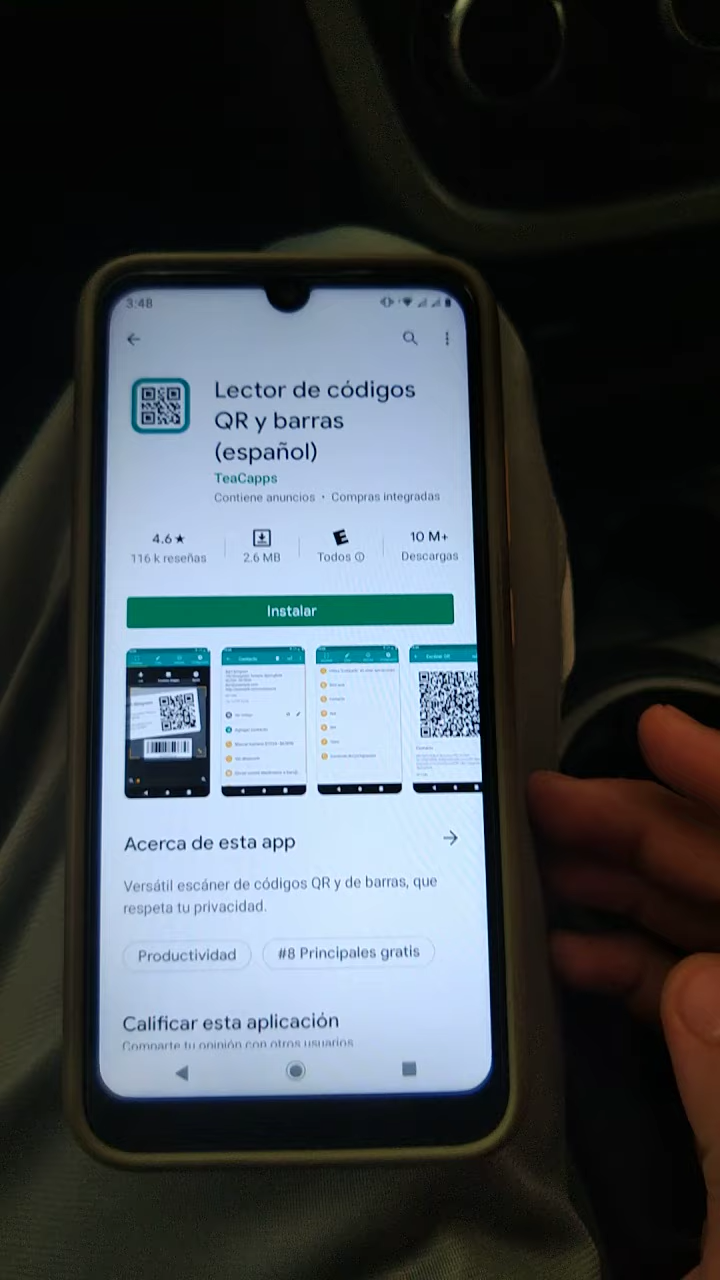 3:48
Lector de códigos
QR y barras
(español)
TeaCapps
Contiene anuncios • Compras integradas
4.6★
116 k reseñas
2.6 MB
E
Todos
10 M+
Descargas
Instalar
Acerca de esta app
Versátil escáner de códigos QR y de barras, que
respeta tu privacidad.
Productividad
#8 Principales gratis
Calificar esta aplicación
Comparte tu opinión con otros usuarios